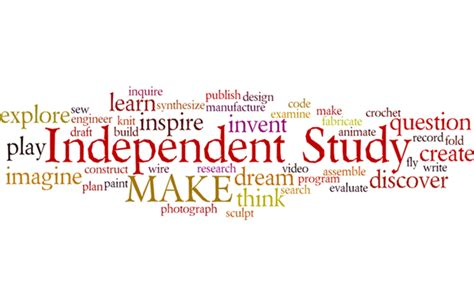 inquire publish design
learn synthesize manufacture code
explore sew examine make crochet
engineer knit inspire invent fabricate question
draft build animate record fold
play Independent Study create
construct wire research video assemble fly write
imagine plan paint MAKE dream program evaluate discover
search
photograph think
sculpt